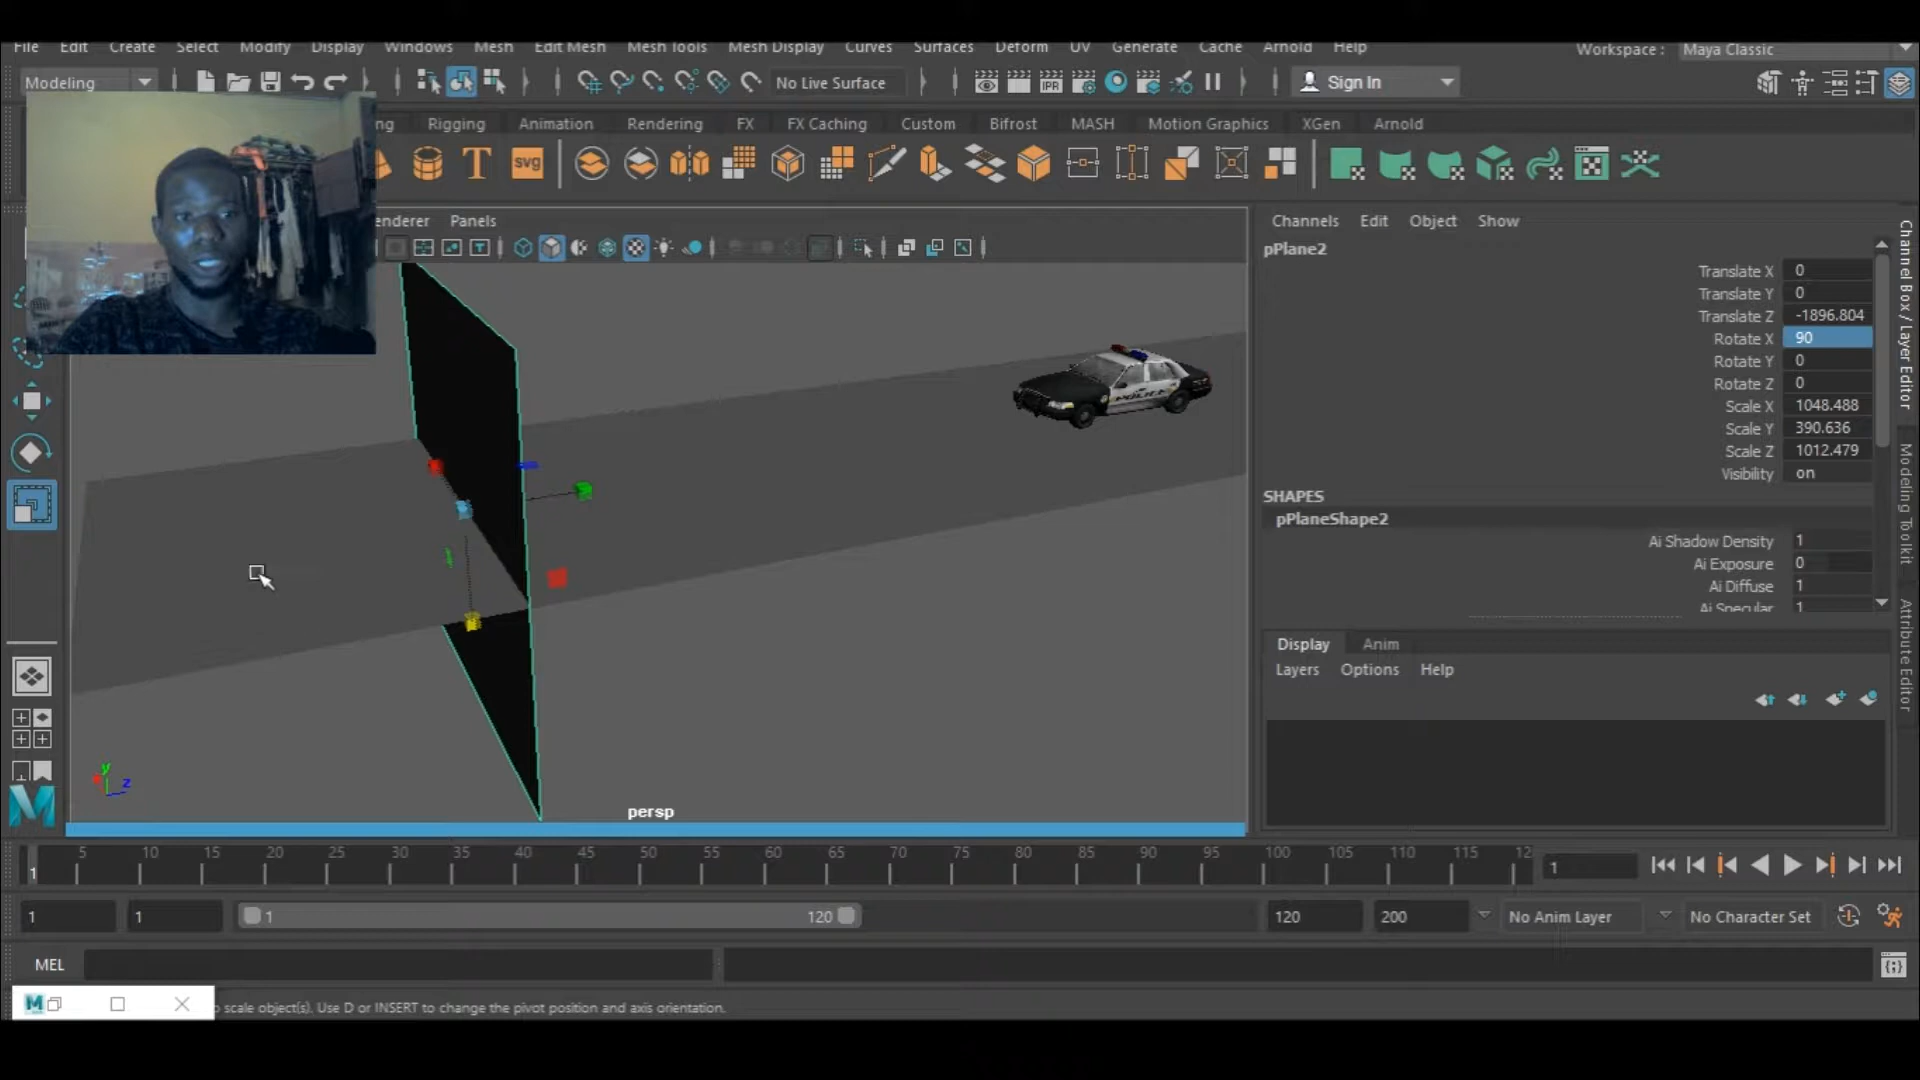 File Edit Create Select Modify Display Windows Mesh Edit Mesh Mesh Tools Mesh Display Curves Surfaces Deform UV Generate Cache Arnold Help Workspace : Maya Classic
Modeling No Live Surface IPR Sign In
ng Rigging Animation Rendering FX FX Caching Custom Bifrost MASH Motion Graphics XGen Arnold
T svg
enderer Panels
Channels Edit Object Show
pPlane2
Translate X 0
Translate Y 0
Translate Z -1896.804
Rotate X 90
Rotate Y 0
Rotate Z 0
Scale X 1048.488
Scale Y 390.636
Scale Z 1012.479
Visibility on
SHAPES
pPlaneShape2
Ai Shadow Density 1
Ai Exposure 0
Ai Diffuse 1
Ai Specular 1
Channel Box / Layer Editor
Modeling Toolkit
Attribute Editor
Display Anim
Layers Options Help
POLICE
y
z
persp
M
5 10 15 20 25 30 35 40 45 50 55 60 65 70 75 80 85 90 95 100 105 110 115 12
1 1
1 1 1 120 120 200 No Anim Layer No Character Set
MEL
M scale object(s). Use D or INSERT to change the pivot position and axis orientation.